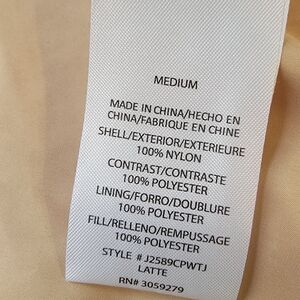 MEDIUM
MADE IN CHINA/HECHO EN
CHINA/FABRIQUE EN CHINE
SHELL/EXTERIOR/EXTERIEURE
100% NYLON
CONTRAST/CONTRASTE
100% POLYESTER
LINING/FORRO/DOUBLURE
100% POLYESTER
FILL/RELLENO/REMPUSSAGE
100% POLYESTER
STYLE # J2589CPWTJ
LATTE
RN# 3059279